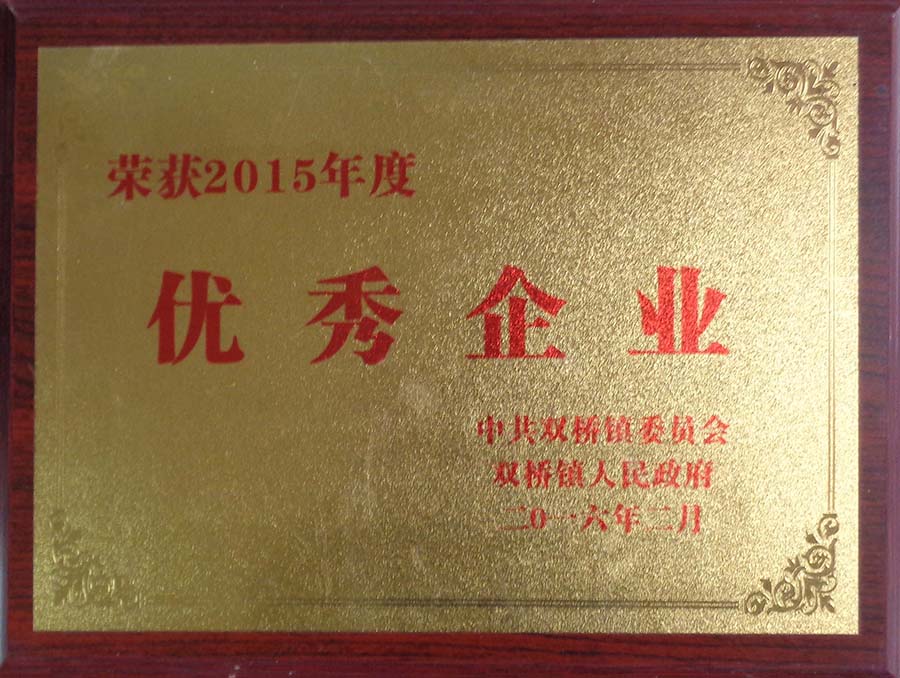 荣获2015年度
优秀企业
中共双桥镇委员会
双桥镇人民政府
二0一六年二月